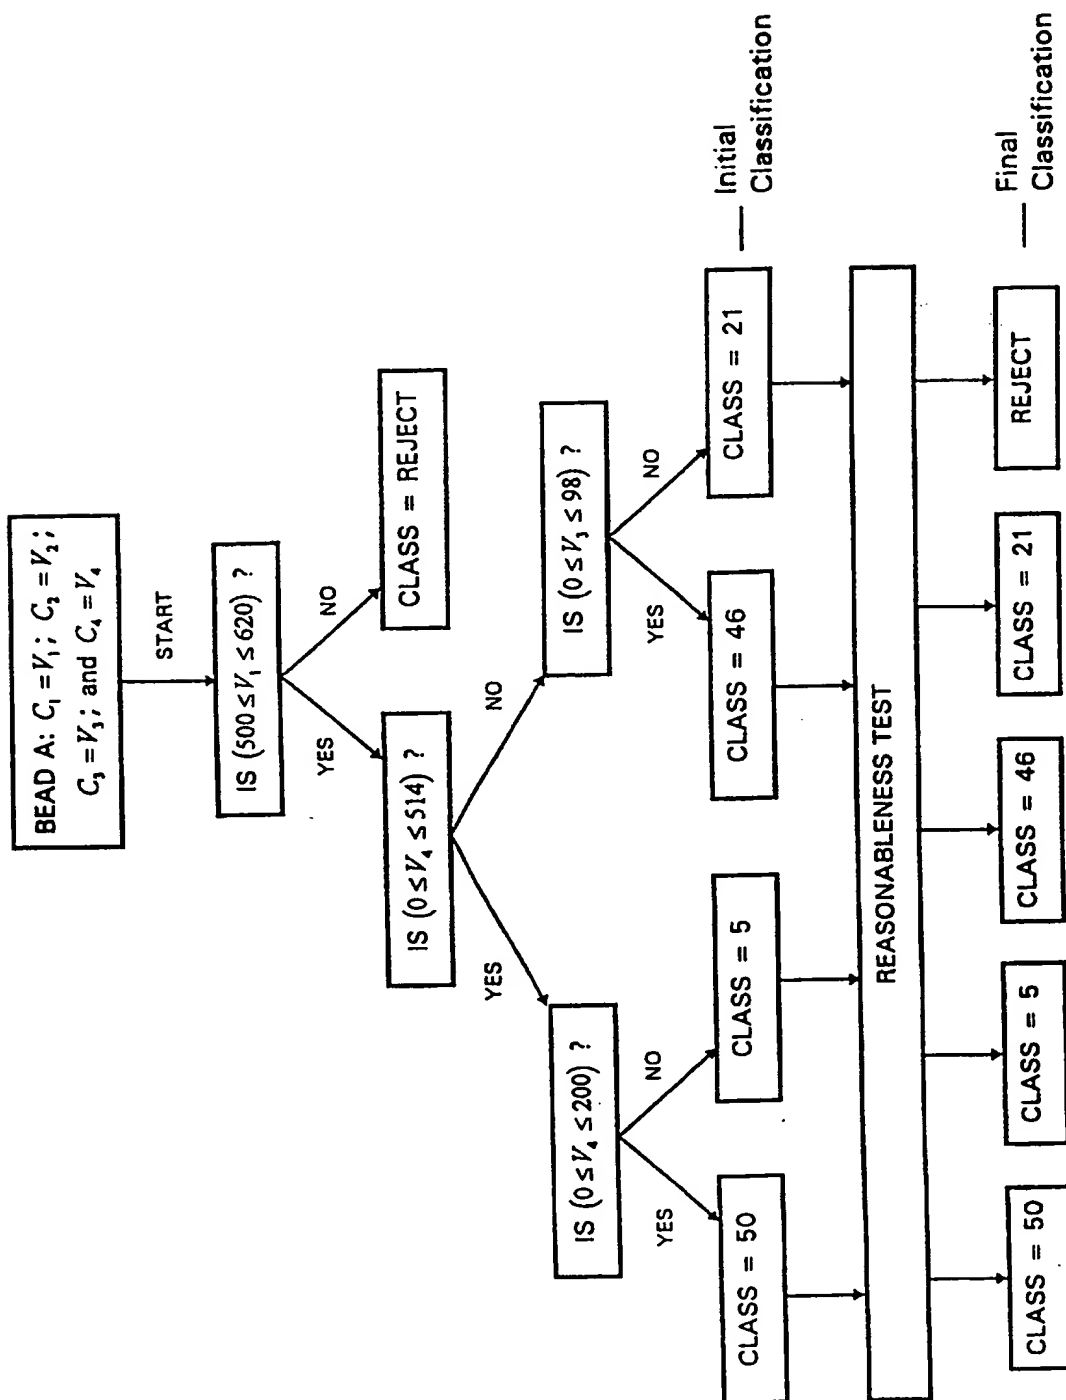 BEAD A: C₁ = V₁; C₂ = V₂;
C₃ = V₃; and C₄ = V₄
START
IS (500 ≤ V₁ ≤ 620) ?
YES
NO
IS (0 ≤ V₄ ≤ 514) ?
CLASS = REJECT
YES
NO
IS (0 ≤ V₄ ≤ 200) ?
IS (0 ≤ V₃ ≤ 98) ?
YES
NO
YES
NO
CLASS = 50
CLASS = 5
CLASS = 46
CLASS = 21
Initial
Classification
REASONABLENESS TEST
CLASS = 50
CLASS = 5
CLASS = 46
CLASS = 21
REJECT
Final
Classification